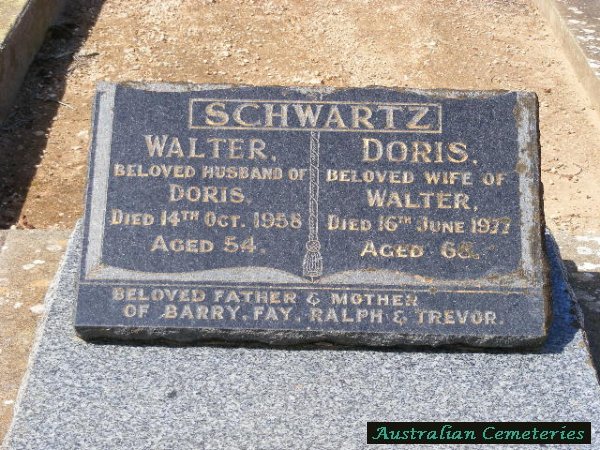 SCHWARTZ
WALTER.
BELOVED HUSBAND OF
DORIS.
DIED 14TH OCT. 1958
AGED 54.
DORIS.
BELOVED WIFE OF
WALTER.
DIED 16TH JUNE 1977
AGED
BELOVED FATHER & MOTHER
OF BARRY, FAY, RALPH & TREVOR.
Australian Cemeteries